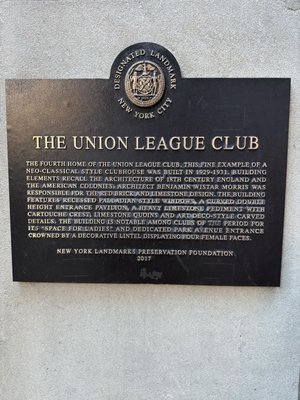 DESIGNATED LANDMARK
NEW YORK CITY
THE UNION LEAGUE CLUB
THE FOURTH HOME OF THE UNION LEAGUE CLUB, THIS FINE EXAMPLE OF A
NEO-CLASSICAL STYLE CLUBHOUSE WAS BUILT IN 1929-1931. BUILDING
ELEMENTS RECALL THE ARCHITECTURE OF 18TH CENTURY ENGLAND AND
THE AMERICAN COLONIES. ARCHITECT BENJAMIN WISTAR MORRIS WAS
RESPONSIBLE FOR THE RED BRICK AND LIMESTONE DESIGN. THE BUILDING
FEATURES RECESSED PALLADIAN STYLE WINDOWS, A CURVED DOUBLE
HEIGHT ENTRANCE PAVILION, A HEAVY LIMESTONE PEDIMENT WITH
CARTOUCHE CREST, LIMESTONE QUOINS AND ART DECO STYLE CARVED
DETAILS. THE BUILDING IS NOTABLE AMONG CLUBS OF THE PERIOD FOR
ITS "SPACE FOR LADIES" AND DEDICATED PARK AVENUE ENTRANCE
CROWNED BY A DECORATIVE LINTEL DISPLAYING FOUR FEMALE FACES.
NEW YORK LANDMARKS PRESERVATION FOUNDATION
2017